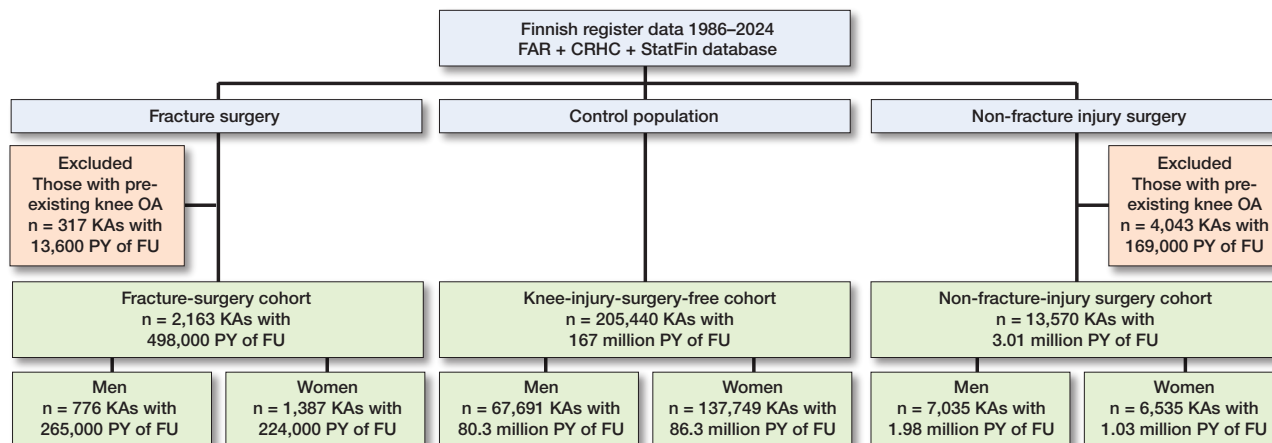 Finnish register data 1986–2024
FAR + CRHC + StatFin database
Fracture surgery
Control population
Non-fracture injury surgery
Excluded
Those with pre-
existing knee OA
n = 317 KAs with
13,600 PY of FU
Excluded
Those with pre-
existing knee OA
n = 4,043 KAs with
169,000 PY of FU
Fracture-surgery cohort
n = 2,163 KAs with
498,000 PY of FU
Knee-injury-surgery-free cohort
n = 205,440 KAs with
167 million PY of FU
Non-fracture-injury surgery cohort
n = 13,570 KAs with
3.01 million PY of FU
Men
n = 776 KAs with
265,000 PY of FU
Women
n = 1,387 KAs with
224,000 PY of FU
Men
n = 67,691 KAs with
80.3 million PY of FU
Women
n = 137,749 KAs with
86.3 million PY of FU
Men
n = 7,035 KAs with
1.98 million PY of FU
Women
n = 6,535 KAs with
1.03 million PY of FU